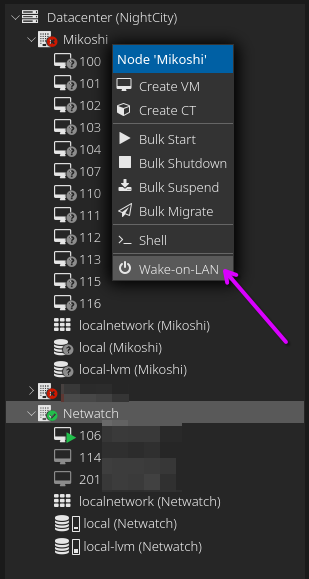 Datacenter (NightCity)
Mikoshi
100
101
102
103
104
107
110
111
112
113
115
116
localnetwork (Mikoshi)
local (Mikoshi)
local-lvm (Mikoshi)
Netwatch
106
114
201
localnetwork (Netwatch)
local (Netwatch)
local-lvm (Netwatch)
Node 'Mikoshi'
Create VM
Create CT
Bulk Start
Bulk Shutdown
Bulk Suspend
Bulk Migrate
Shell
Wake-on-LAN